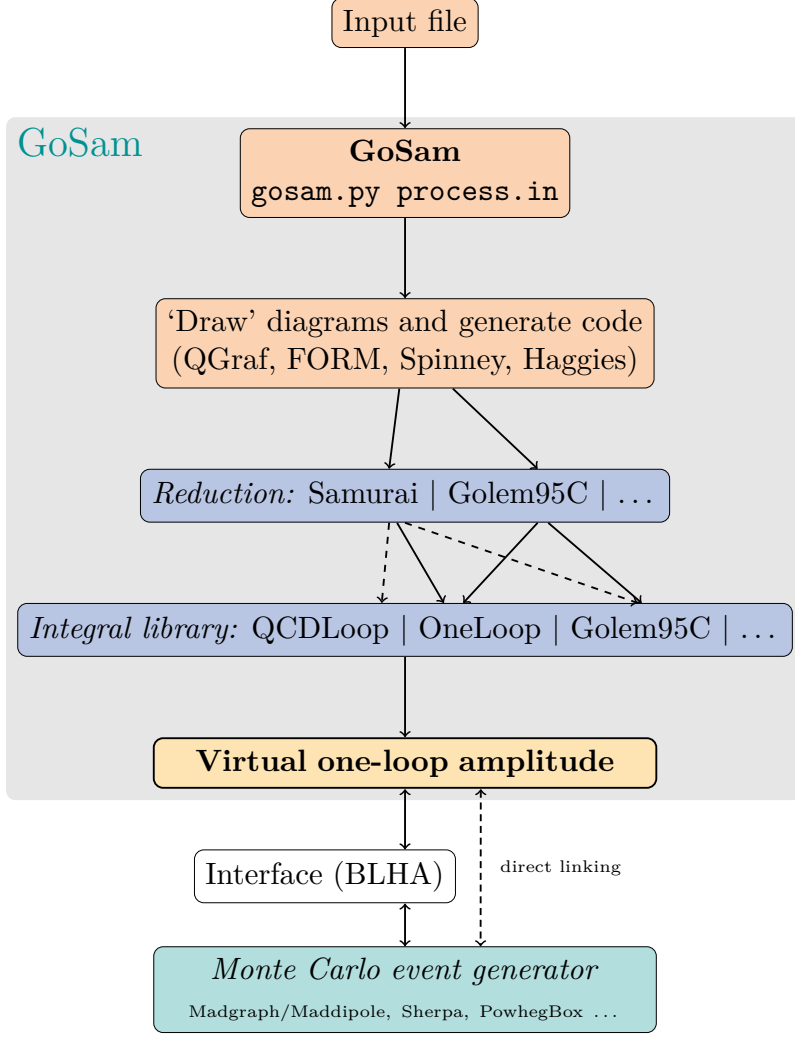 Input file
GoSam
GoSam
gosam.py process.in
‘Draw’ diagrams and generate code
(QGraf, FORM, Spinney, Haggies)
Reduction: Samurai | Golem95C | …
Integral library: QCDLoop | OneLoop | Golem95C | …
Virtual one-loop amplitude
Interface (BLHA)
direct linking
Monte Carlo event generator
Madgraph/Maddipole, Sherpa, PowhegBox …